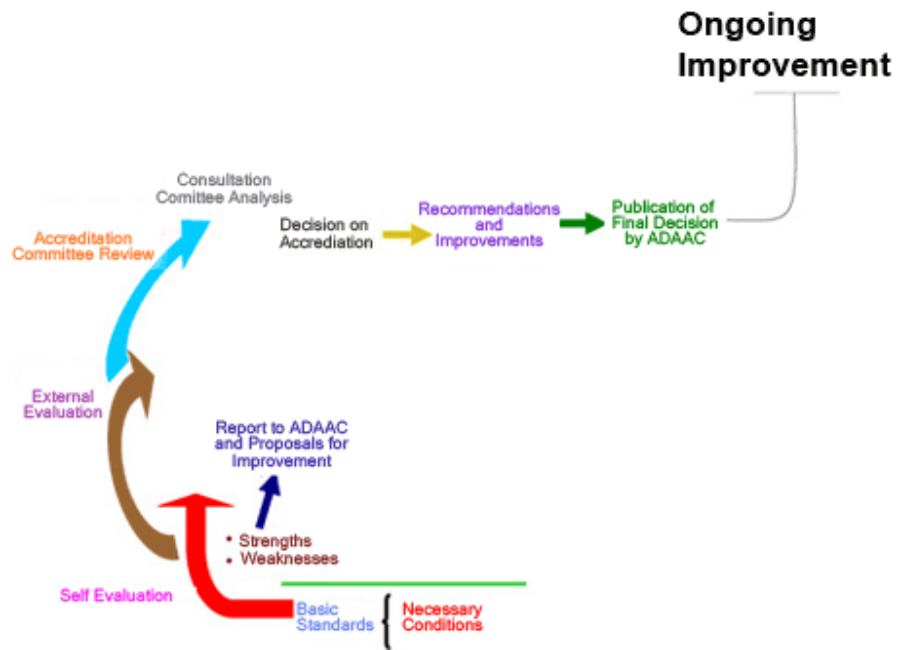 Ongoing
Improvement
Consultation
Comittee Analysis
Accreditation
Committee Review
Decision on
Accrediation
Recommendations
and
Improvements
Publication of
Final Decision
by ADAAC
External
Evaluation
Report to ADAAC
and Proposals for
Improvement
• Strengths
• Weaknesses
Self Evaluation
Basic
Standards
{
Necessary
Conditions